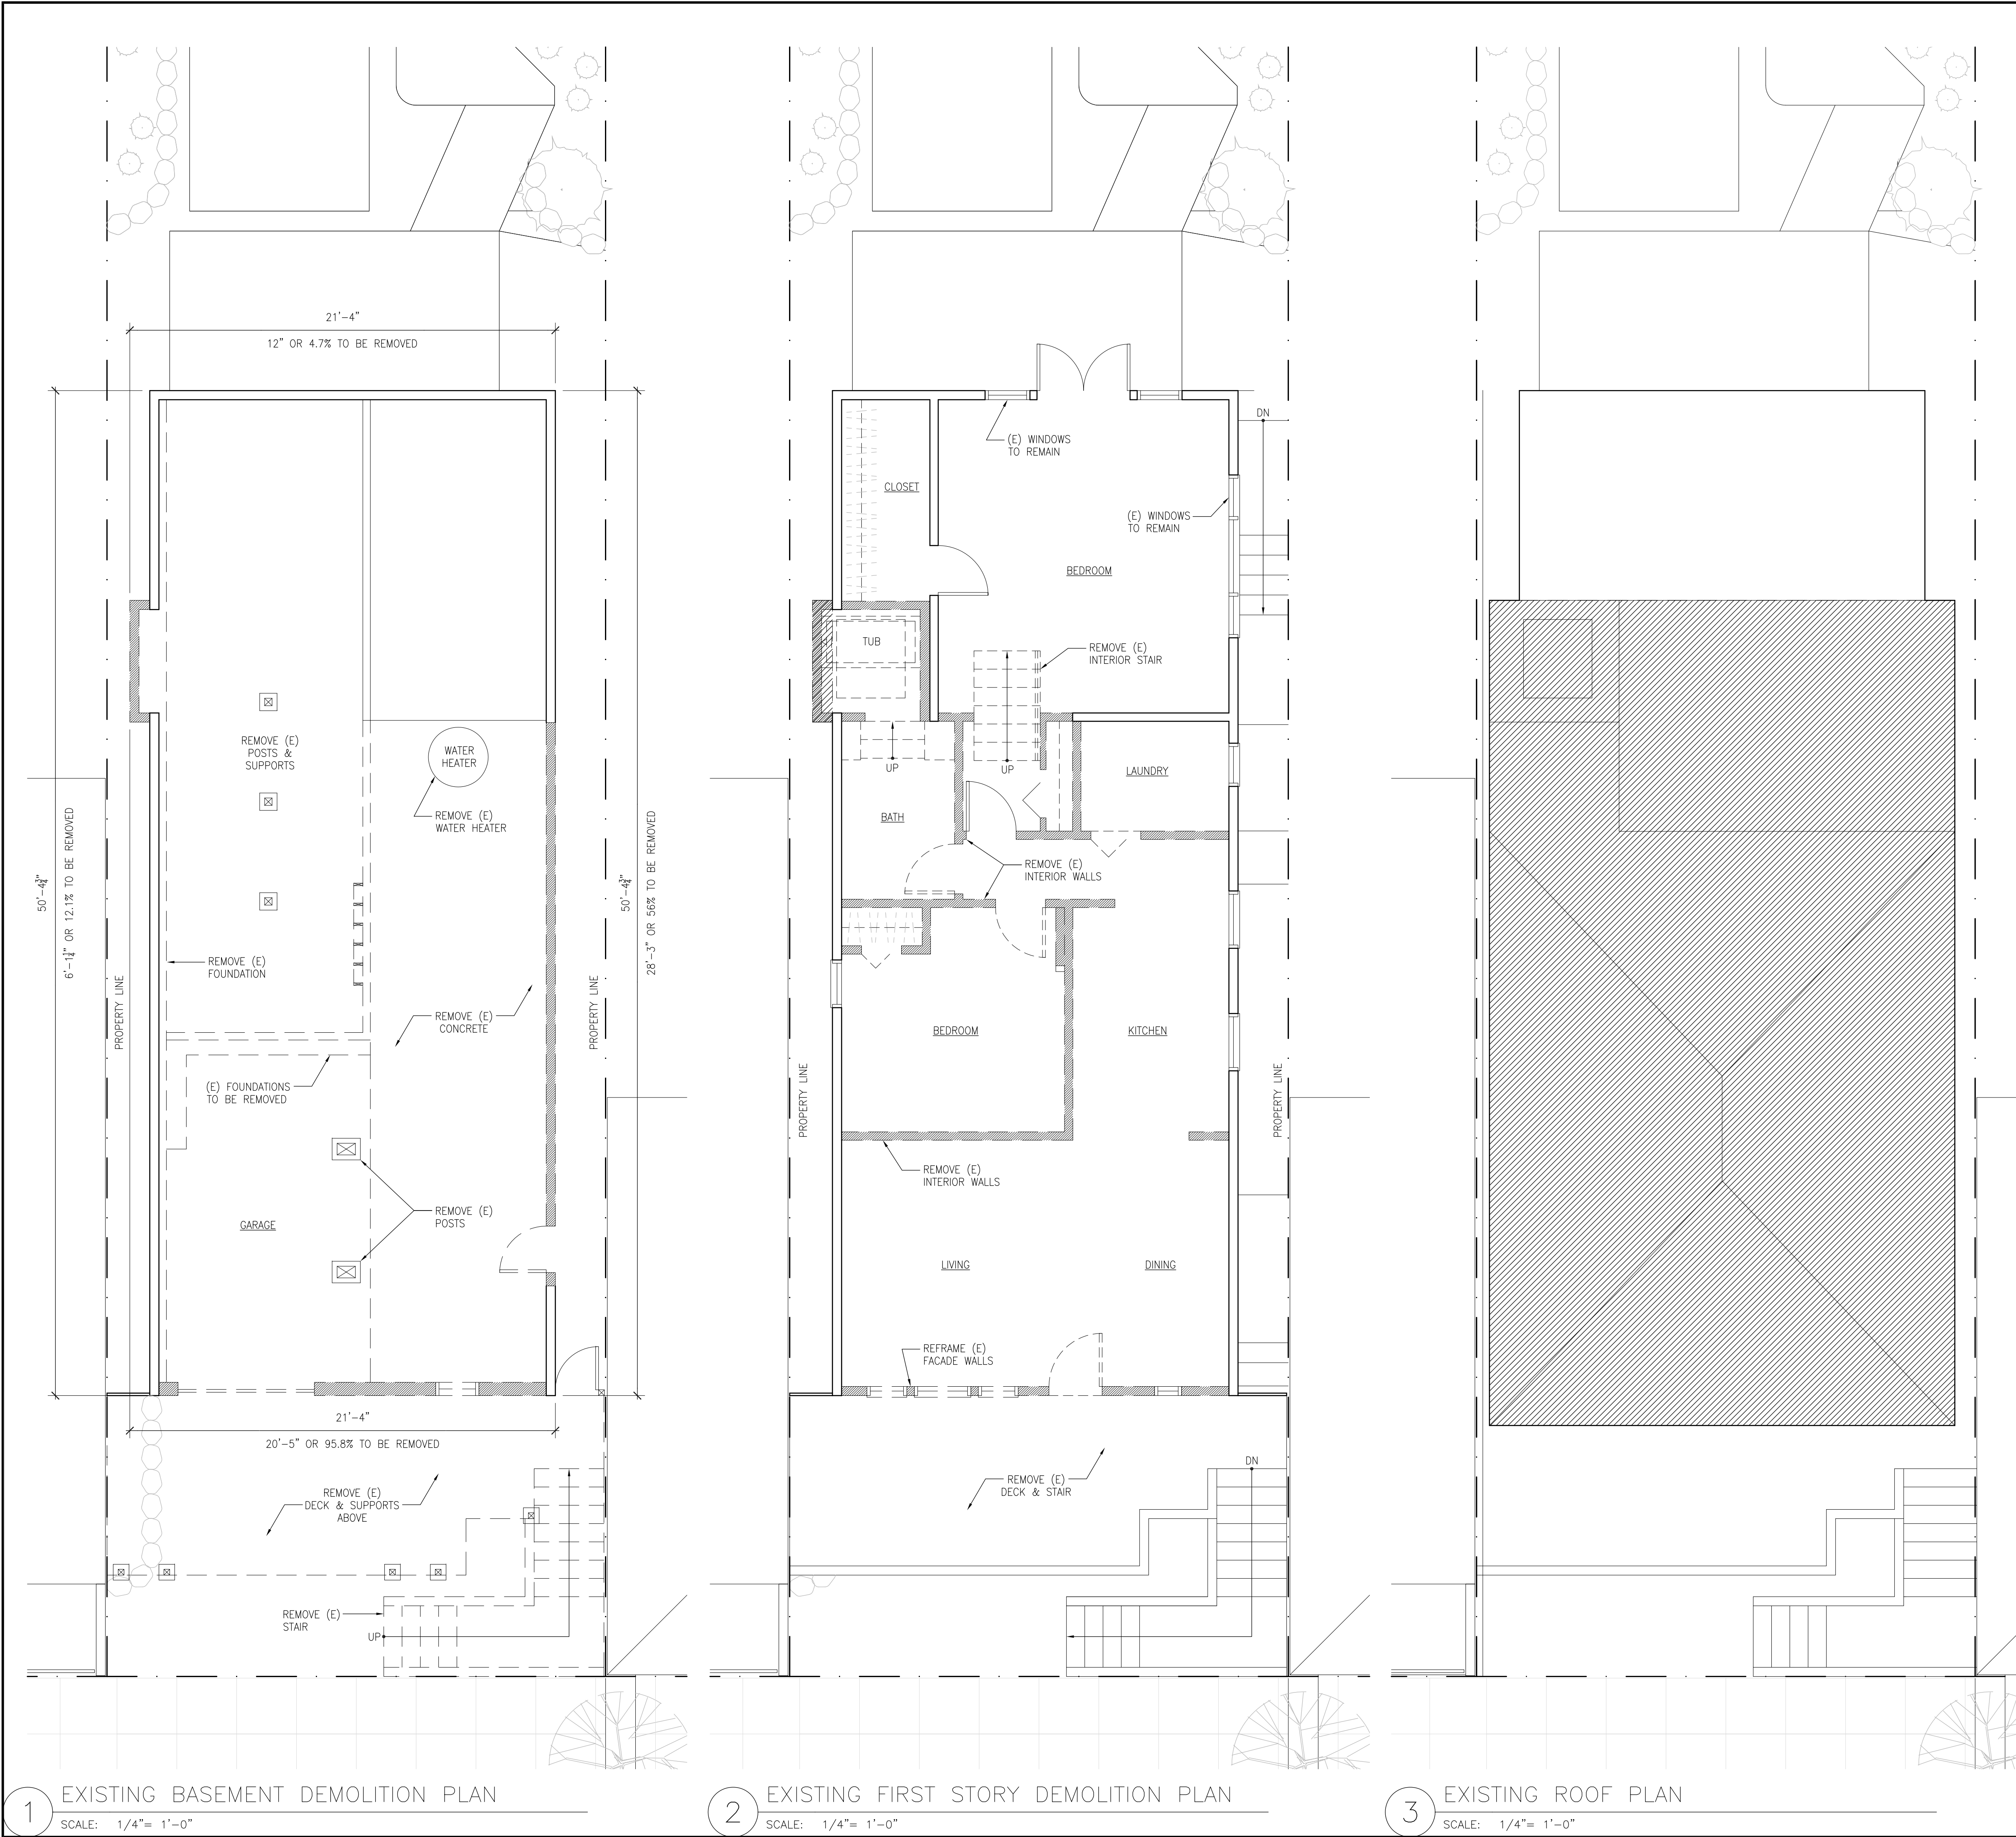 21'-4"
12" OR 4.7% TO BE REMOVED
50'-4¾"
6'-1¼" OR 12.1% TO BE REMOVED
PROPERTY LINE
REMOVE (E)
POSTS &
SUPPORTS
WATER
HEATER
REMOVE (E)
WATER HEATER
REMOVE (E)
FOUNDATION
REMOVE (E)
CONCRETE
(E) FOUNDATIONS
TO BE REMOVED
REMOVE (E)
POSTS
GARAGE
PROPERTY LINE
50'-4¾"
28'-3" OR 56% TO BE REMOVED
21'-4"
20'-5" OR 95.8% TO BE REMOVED
REMOVE (E)
DECK & SUPPORTS
ABOVE
REMOVE (E)
STAIR
UP
1
EXISTING BASEMENT DEMOLITION PLAN
SCALE: 1/4"= 1'-0"
DN
(E) WINDOWS
TO REMAIN
CLOSET
(E) WINDOWS
TO REMAIN
BEDROOM
TUB
REMOVE (E)
INTERIOR STAIR
UP
UP
LAUNDRY
BATH
REMOVE (E)
INTERIOR WALLS
BEDROOM
KITCHEN
PROPERTY LINE
PROPERTY LINE
REMOVE (E)
INTERIOR WALLS
LIVING
DINING
REFRAME (E)
FACADE WALLS
DN
REMOVE (E)
DECK & STAIR
2
EXISTING FIRST STORY DEMOLITION PLAN
SCALE: 1/4"= 1'-0"
3
EXISTING ROOF PLAN
SCALE: 1/4"= 1'-0"